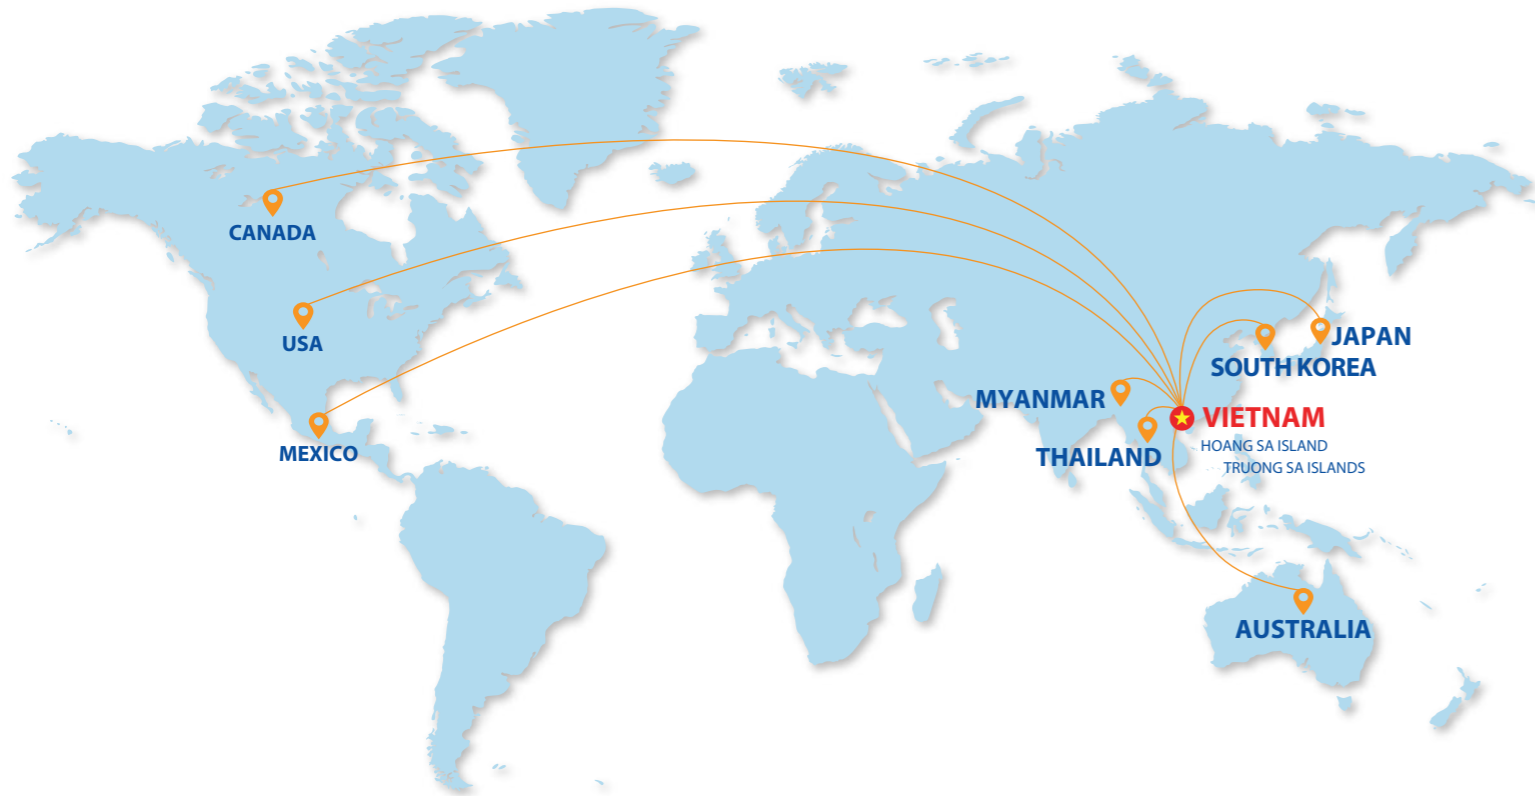 CANADA
USA
MEXICO
JAPAN
SOUTH KOREA
MYANMAR
VIETNAM
THAILAND
HOANG SA ISLAND
TRUONG SA ISLANDS
AUSTRALIA